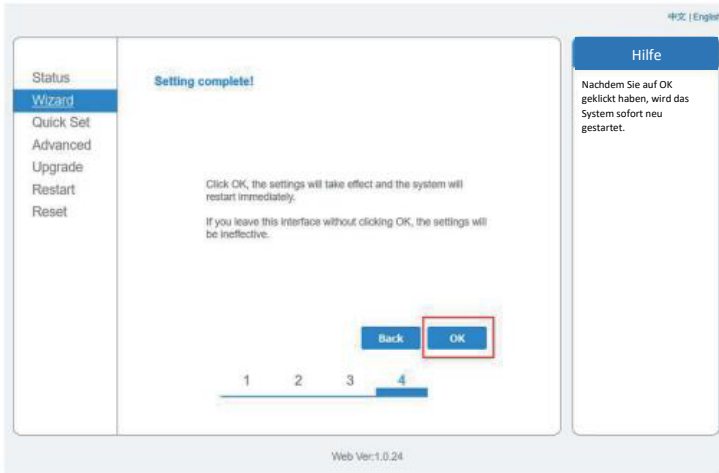 中文 | English
Status
Wizard
Quick Set
Advanced
Upgrade
Restart
Reset
Setting complete!
Click OK, the settings will take effect and the system will
restart immediately.
If you leave this interface without clicking OK, the settings will
be ineffective.
Back
OK
1 2 3 4
Hilfe
Nachdem Sie auf OK
geklickt haben, wird das
System sofort neu
gestartet.
Web Ver:1.0.24